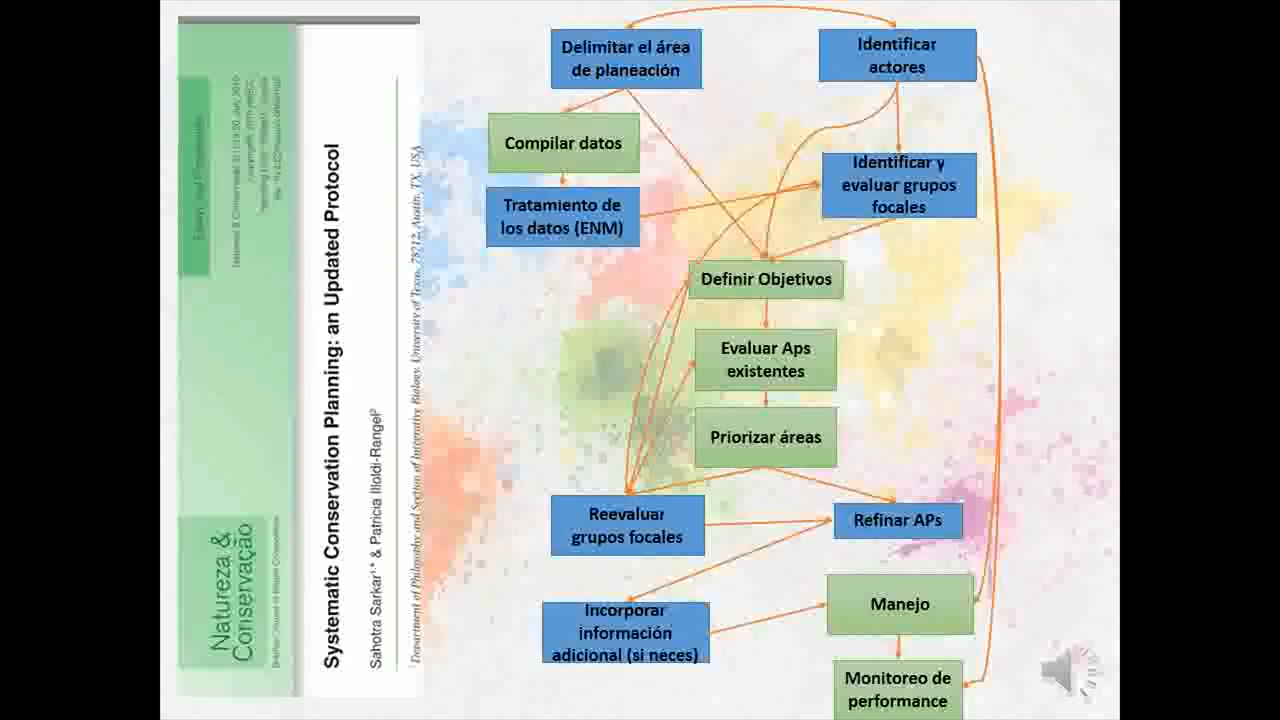 Natureza &
Conservação
Systematic Conservation Planning: an Updated Protocol
Sahotra Sarkar¹,* & Patricia Illoldi-Rangel²
Department of Philosophy and Section of Integrative Biology, University of Texas, 78712, Austin, TX, USA
Delimitar el área
de planeación
Identificar
actores
Compilar datos
Identificar y
evaluar grupos
focales
Tratamiento de
los datos (ENM)
Definir Objetivos
Evaluar Aps
existentes
Priorizar áreas
Reevaluar
grupos focales
Refinar APs
Incorporar
información
adicional (si neces)
Manejo
Monitoreo de
performance